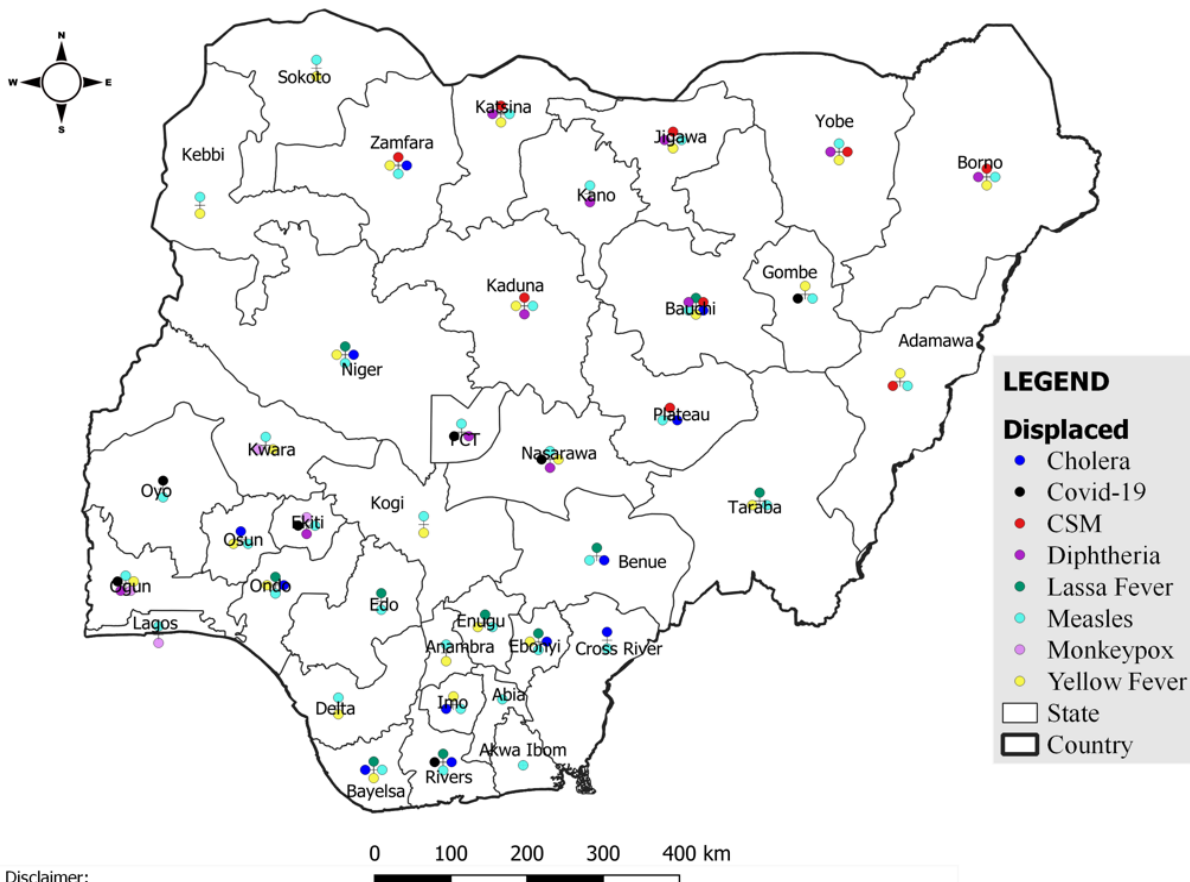 N
W
E
S
Sokoto
Katsina
Zamfara
Jigawa
Yobe
Kebbi
Borno
Kano
Gombe
Kaduna
Bauchi
Adamawa
Niger
LEGEND
Displaced
Cholera
Covid-19
CSM
Diphtheria
Lassa Fever
Measles
Monkeypox
Yellow Fever
State
Country
Plateau
FCT
Kwara
Nasarawa
Oyo
Kogi
Taraba
Ekiti
Osun
Benue
Ogun
Ondo
Edo
Lagos
Enugu
Anambra
Ebonyi
Cross River
Delta
Imo
Abia
Akwa Ibom
Rivers
Bayelsa
0 100 200 300 400 km
Disclaimer: